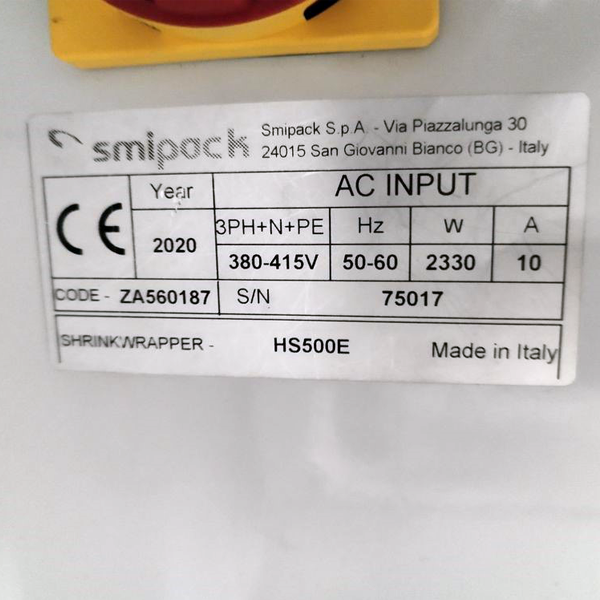 smipack
Smipack S.p.A. - Via Piazzalunga 30
24015 San Giovanni Bianco (BG) - Italy
CE
Year
2020
AC INPUT
3PH+N+PE Hz W A
380-415V 50-60 2330 10
CODE - ZA560187 S/N 75017
SHRINKWRAPPER - HS500E Made in Italy